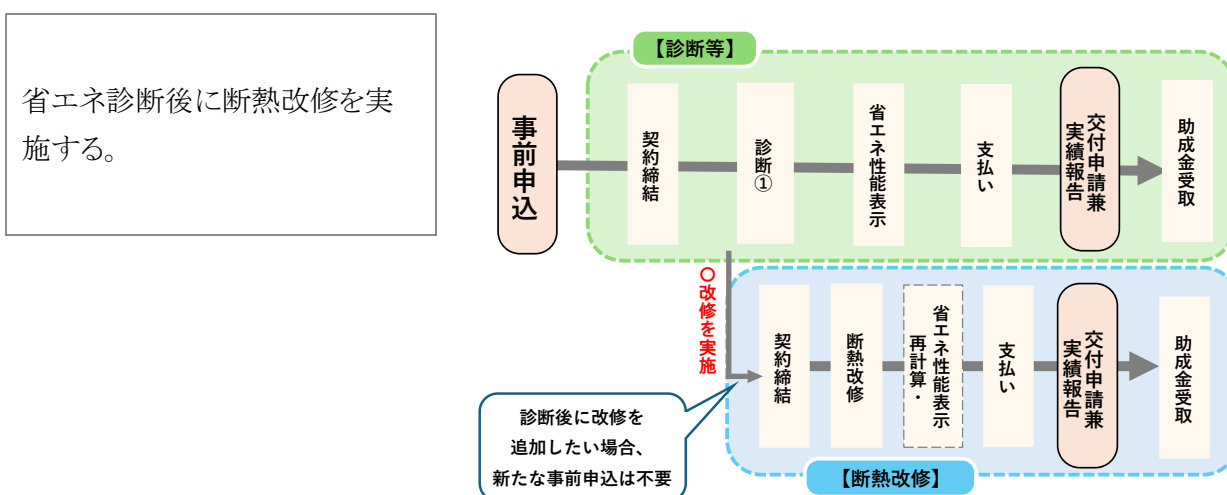 省エネ診断後に断熱改修を実
施する。
【診断等】
事前申込
契約締結
診断①
省エネ性能表示
支払い
交付申請兼
実績報告
助成金受取
〇改修を実施
契約締結
断熱改修
省エネ性能表示
再計算・
支払い
交付申請兼
実績報告
助成金受取
診断後に改修を
追加したい場合、
新たな事前申込は不要
【断熱改修】